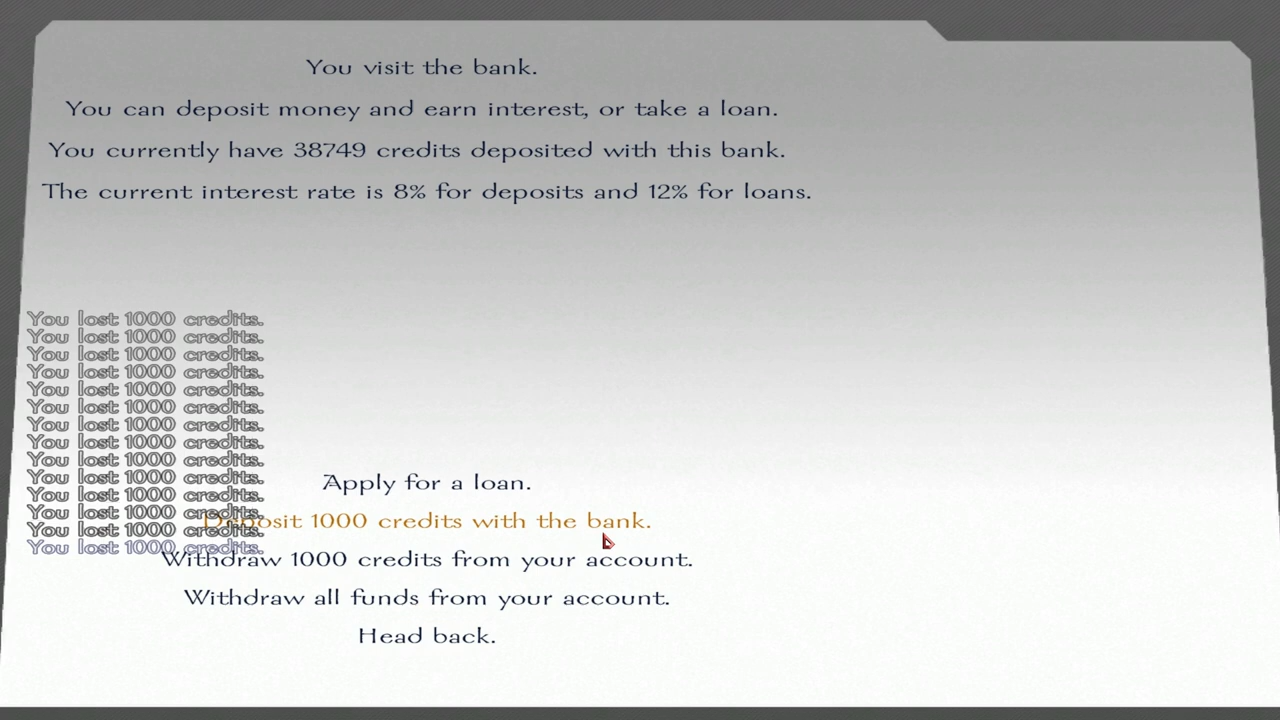 You visit the bank.
You can deposit money and earn interest, or take a loan.
You currently have 38749 credits deposited with this bank.
The current interest rate is 8% for deposits and 12% for loans.
You lost 1000 credits.
You lost 1000 credits.
You lost 1000 credits.
You lost 1000 credits.
You lost 1000 credits.
You lost 1000 credits.
You lost 1000 credits.
You lost 1000 credits.
You lost 1000 credits.
You lost 1000 credits.
You lost 1000 credits.
You lost 1000 credits.
You lost 1000 credits.
You lost 1000 credits.
Apply for a loan.
Deposit 1000 credits with the bank.
Withdraw 1000 credits from your account.
Withdraw all funds from your account.
Head back.